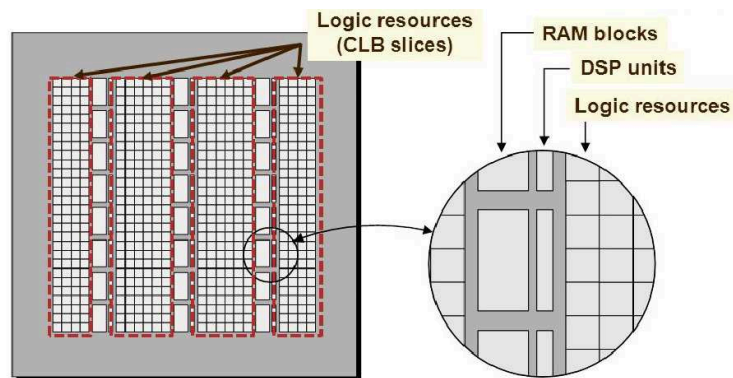 Logic resources
(CLB slices)
RAM blocks
DSP units
Logic resources